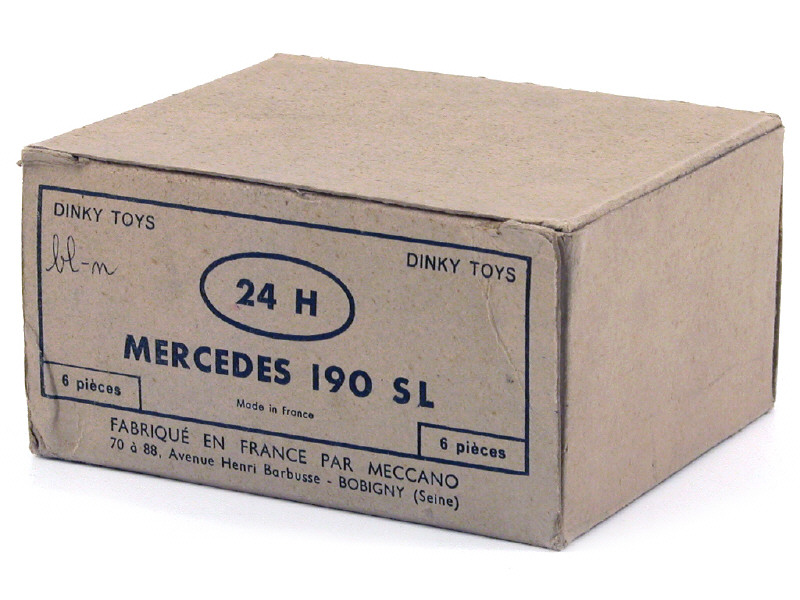 DINKY TOYS
DINKY TOYS
bl-n
24 H
MERCEDES 190 SL
6 pièces
Made in France
6 pièces
FABRIQUÉ EN FRANCE PAR MECCANO
70 à 88, Avenue Henri Barbusse - BOBIGNY (Seine)